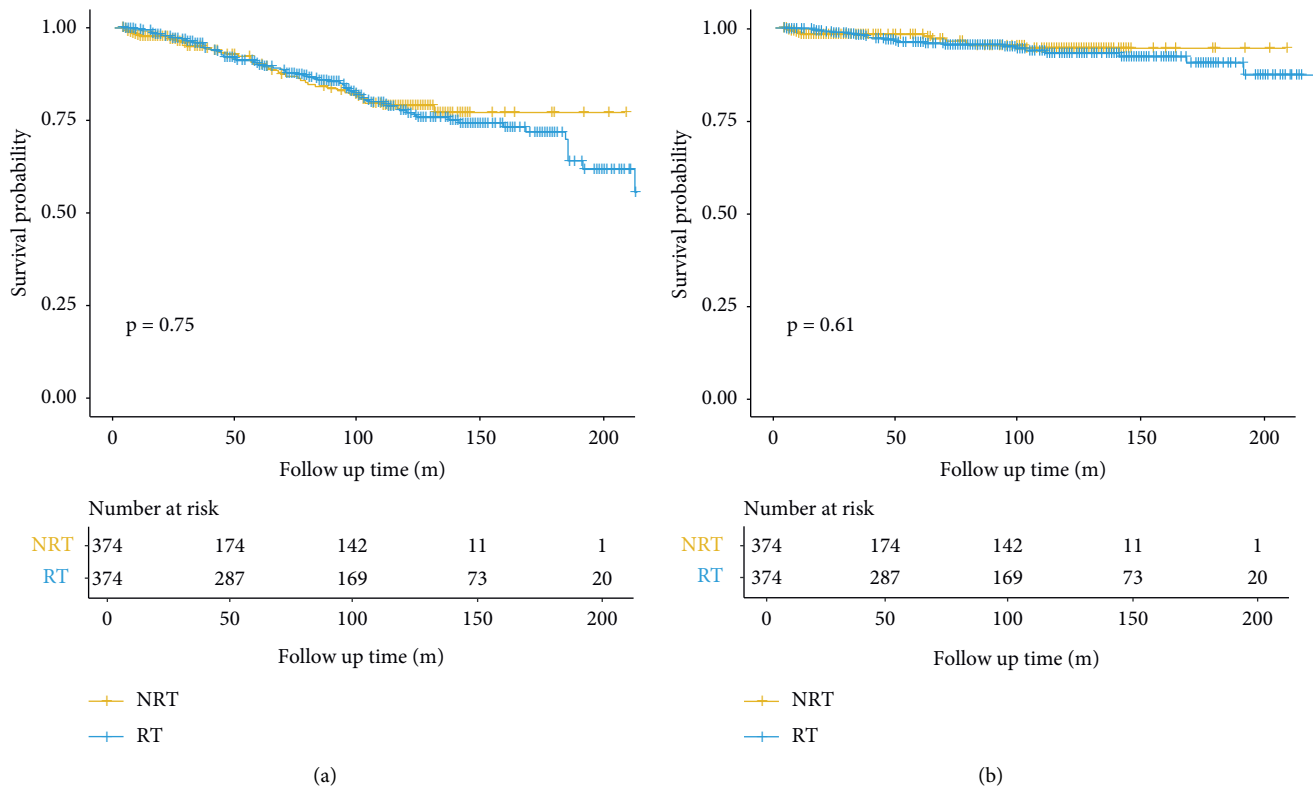 1.00
0.75
0.50
0.25
0.00
Survival probability
p = 0.75
0 50 100 150 200
Follow up time (m)
Number at risk
NRT 374 174 142 11 1
RT 374 287 169 73 20
0 50 100 150 200
Follow up time (m)
NRT
RT
(a)
1.00
0.75
0.50
0.25
0.00
Survival probability
p = 0.61
0 50 100 150 200
Follow up time (m)
Number at risk
NRT 374 174 142 11 1
RT 374 287 169 73 20
0 50 100 150 200
Follow up time (m)
NRT
RT
(b)